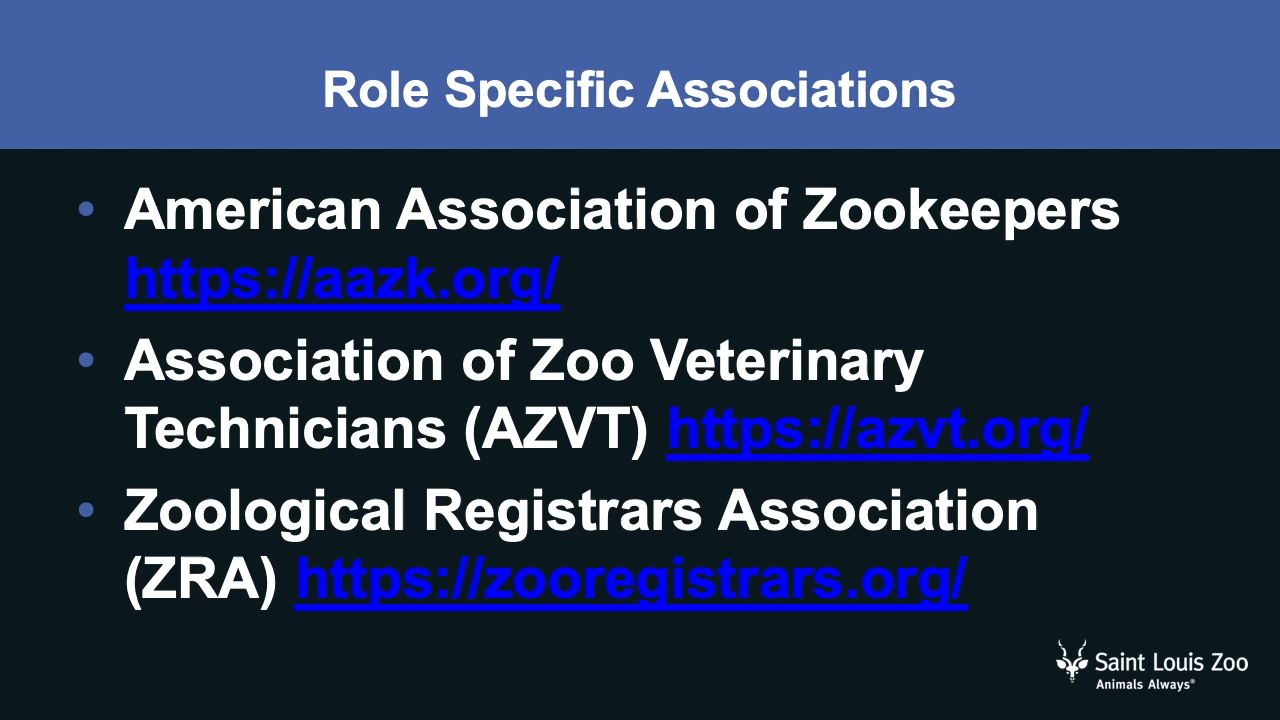 Role Specific Associations
• American Association of Zookeepers
https://aazk.org/
• Association of Zoo Veterinary
Technicians (AZVT) https://azvt.org/
• Zoological Registrars Association
(ZRA) https://zooregistrars.org/
Saint Louis Zoo
Animals Always®